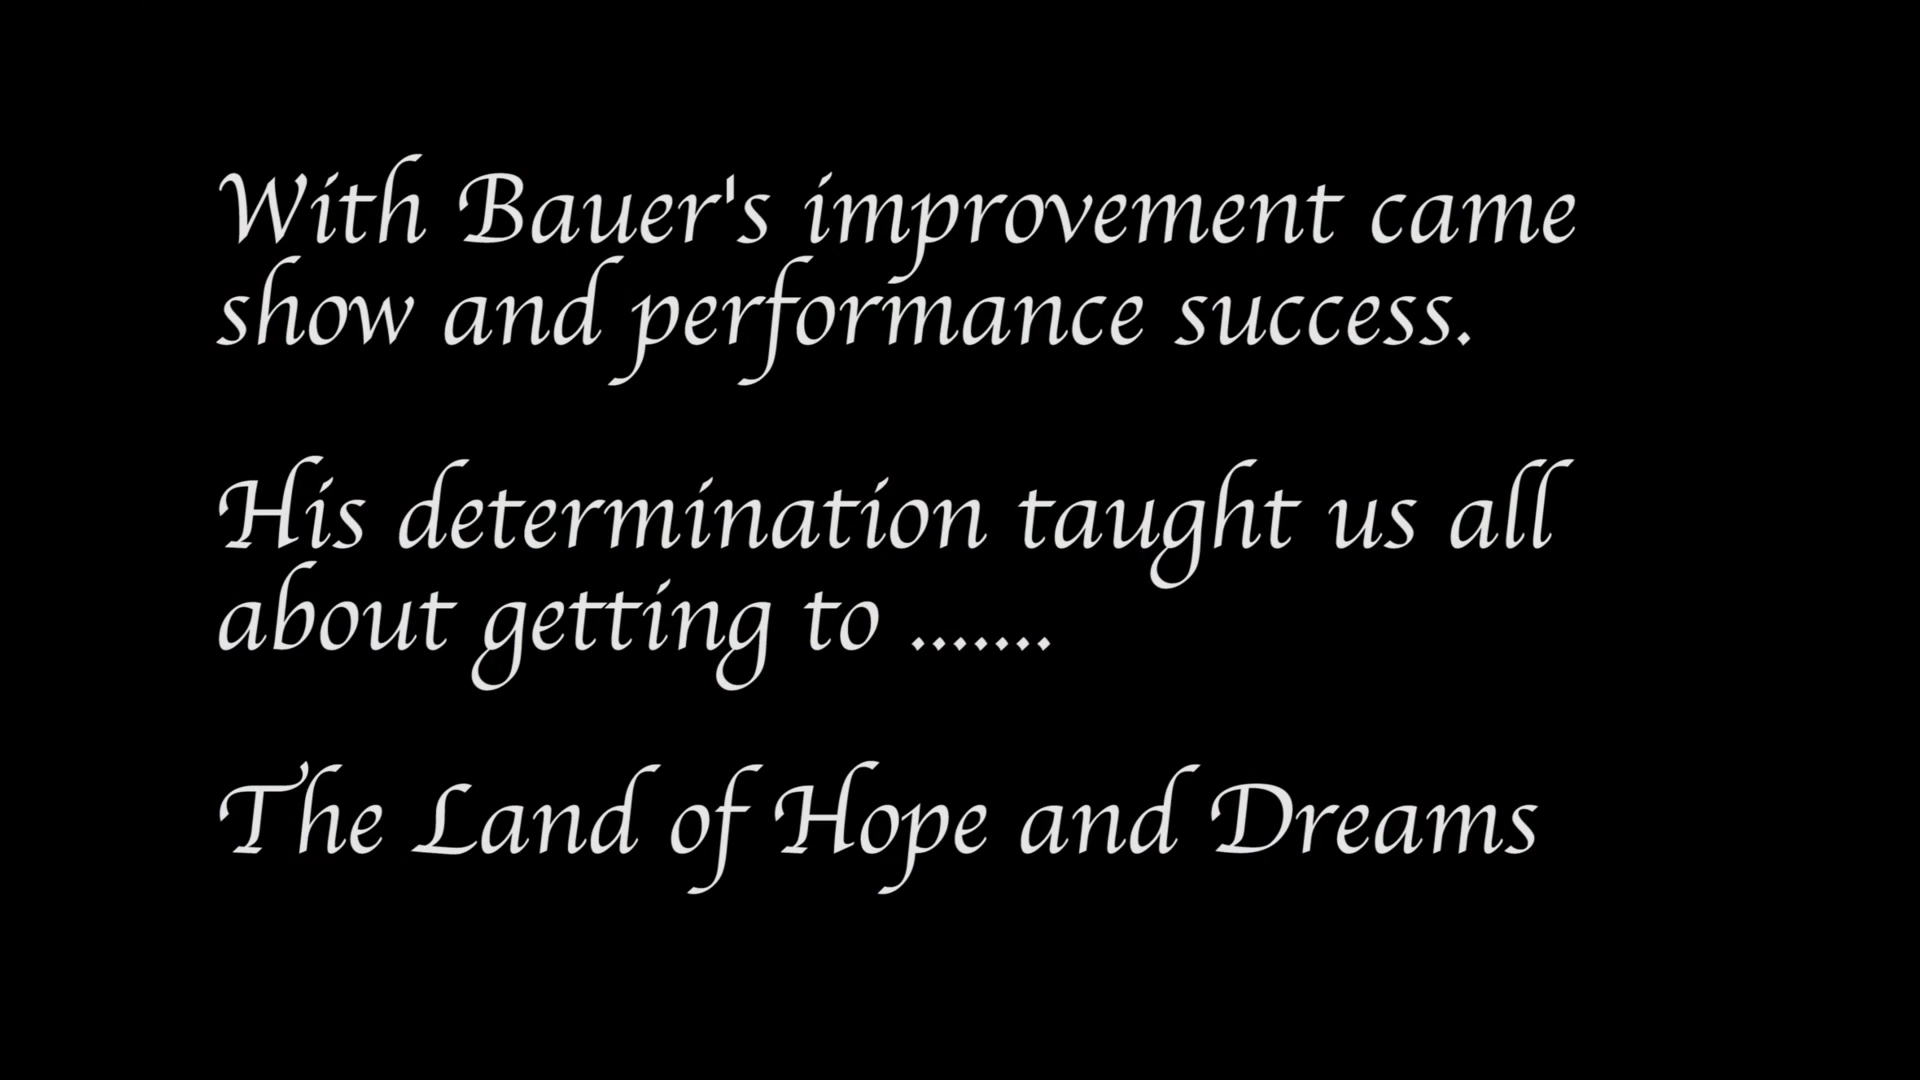 With Bauer's improvement came
show and performance success.
His determination taught us all
about getting to .......
The Land of Hope and Dreams